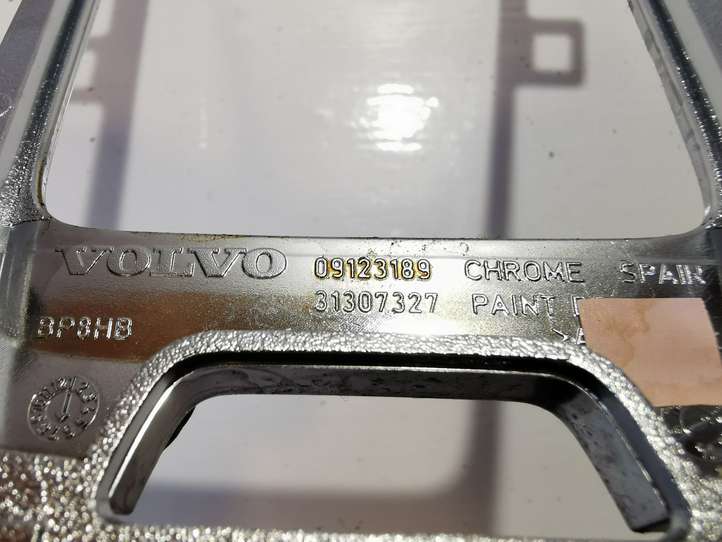 VOLVO 09123189 CHROME SPAIN
31307327 PAINT
BP8HB
>A